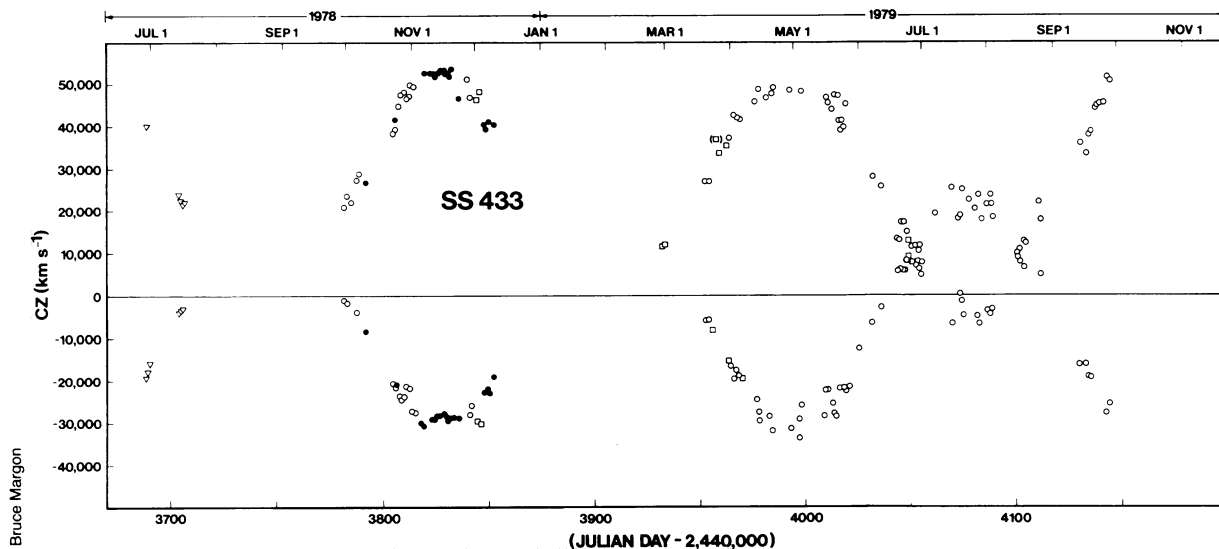 1978 1979
JUL 1 SEP 1 NOV 1 JAN 1 MAR 1 MAY 1 JUL 1 SEP 1 NOV 1
50,000
40,000
30,000
20,000
10,000
0
-10,000
-20,000
-30,000
-40,000
CZ (km s⁻¹)
SS 433
3700 3800 3900 4000 4100
(JULIAN DAY - 2,440,000)
Bruce Margon